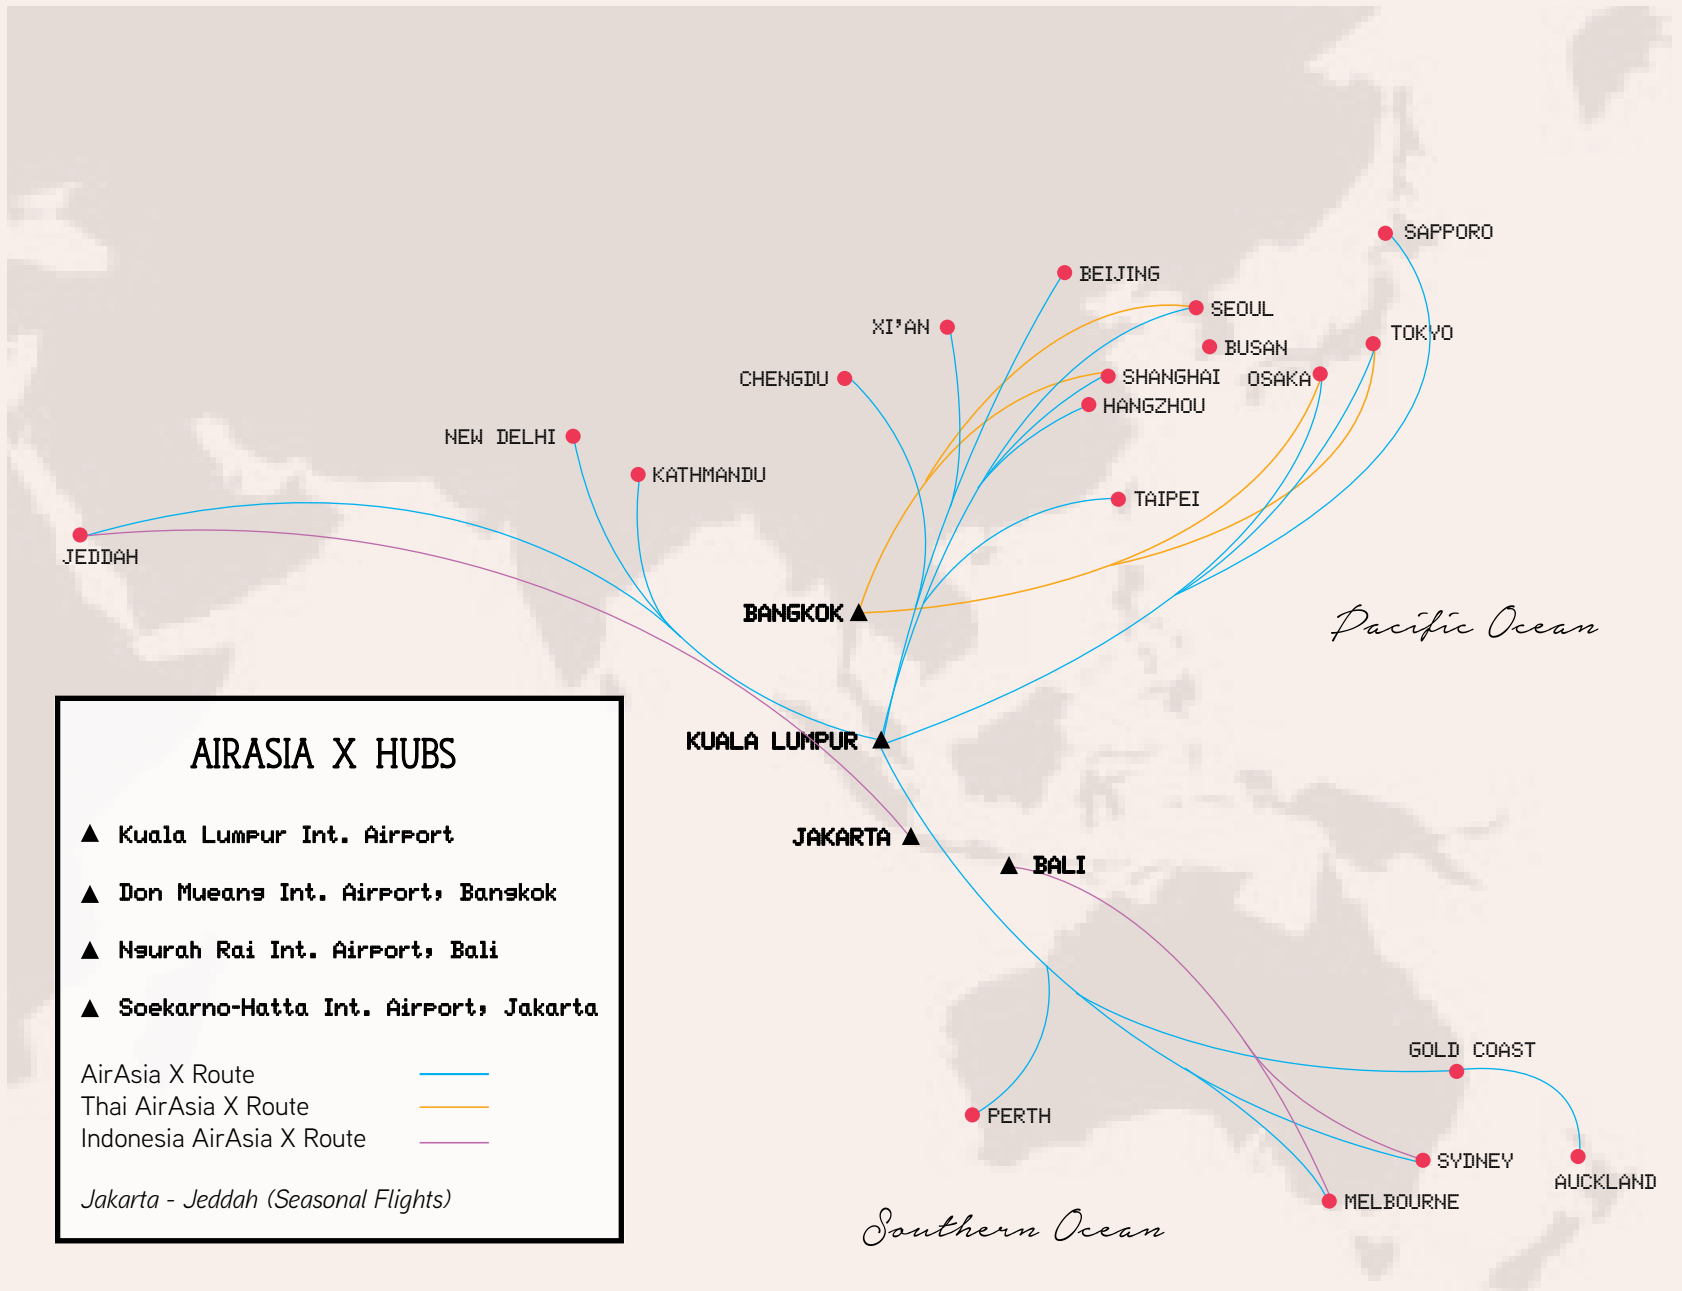 SAPPORO
BEIJING
SEOUL
XI'AN
TOKYO
BUSAN
CHENGDU
SHANGHAI
OSAKA
HANGZHOU
NEW DELHI
KATHMANDU
TAIPEI
JEDDAH
BANGKOK
Pacific Ocean
KUALA LUMPUR
JAKARTA
BALI
AIRASIA X HUBS
Kuala Lumpur Int. Airport
Don Mueang Int. Airport, Bangkok
Ngurah Rai Int. Airport, Bali
Soekarno-Hatta Int. Airport, Jakarta
AirAsia X Route
Thai AirAsia X Route
Indonesia AirAsia X Route
Jakarta - Jeddah (Seasonal Flights)
GOLD COAST
PERTH
SYDNEY
AUCKLAND
MELBOURNE
Southern Ocean